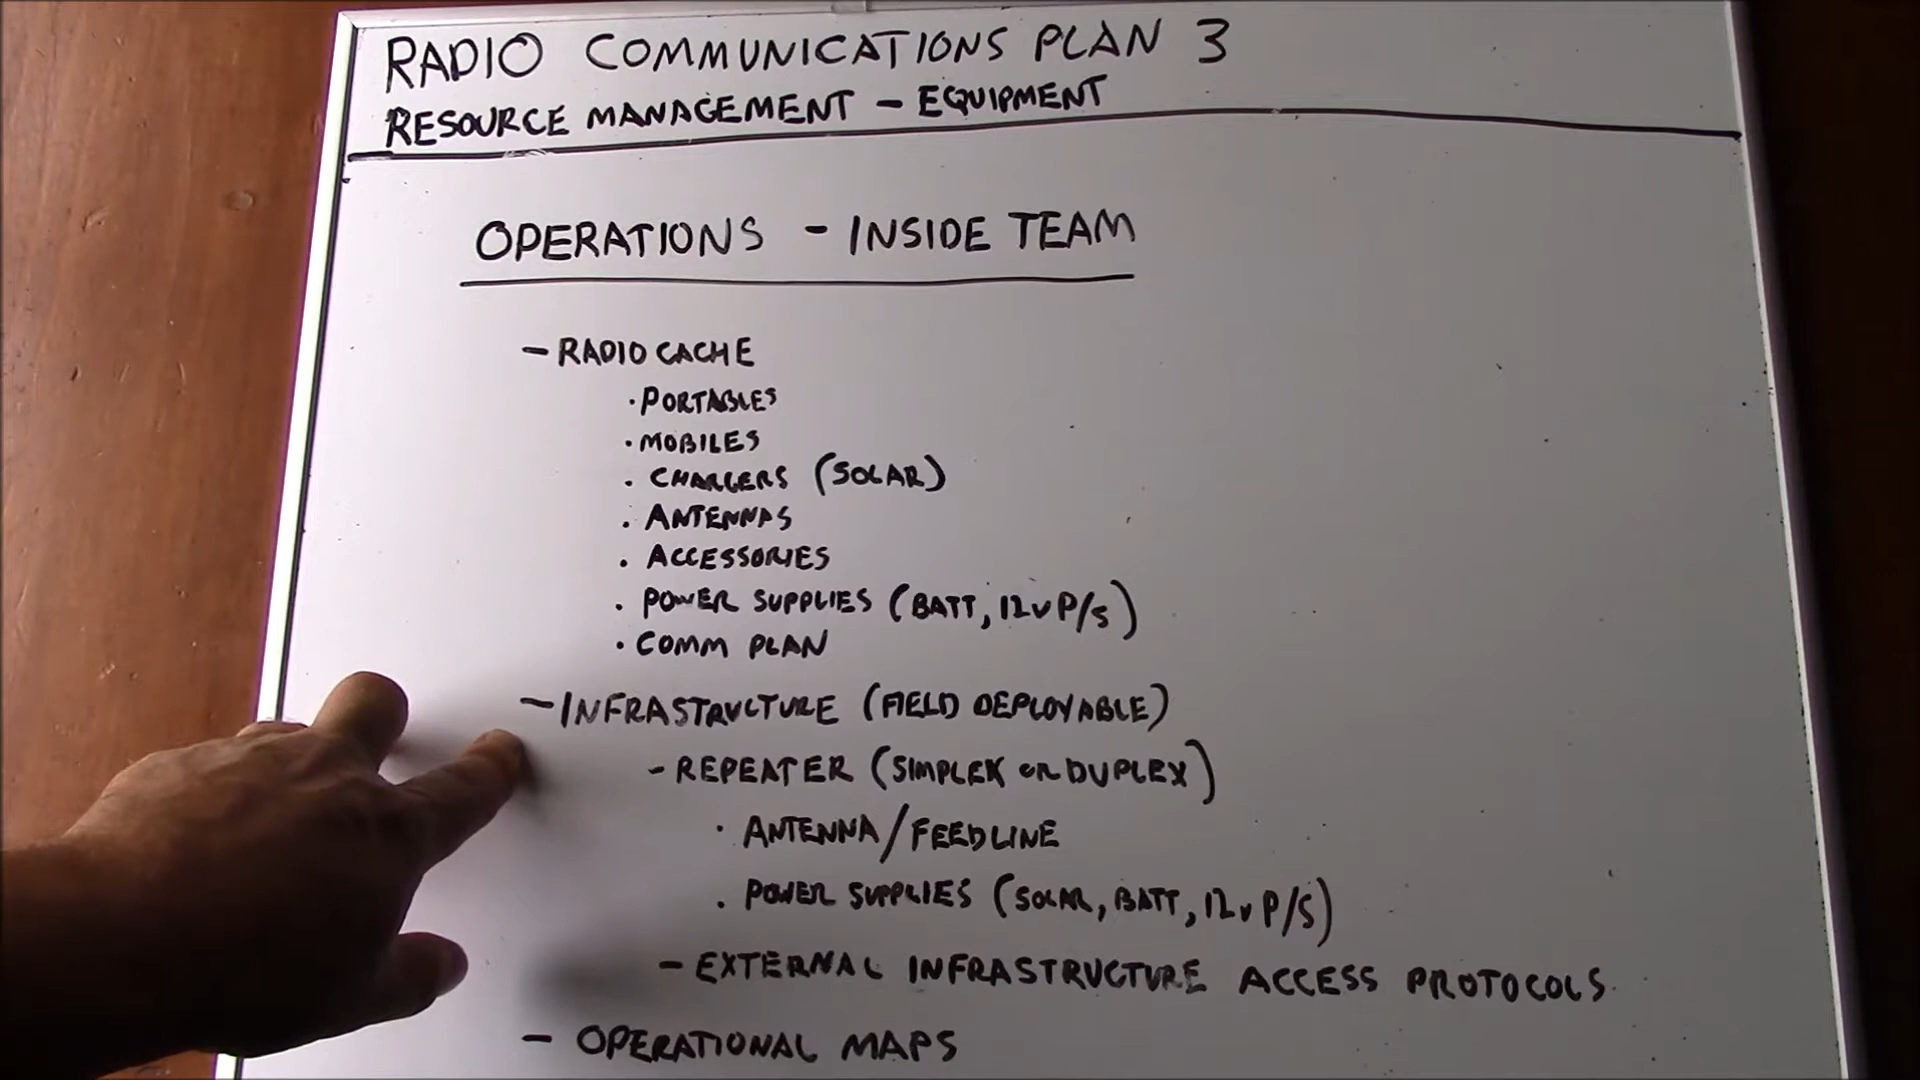 RADIO COMMUNICATIONS PLAN 3
RESOURCE MANAGEMENT - EQUIPMENT
OPERATIONS - INSIDE TEAM
- RADIO CACHE
· PORTABLES
· MOBILES
· CHARGERS (SOLAR)
· ANTENNAS
· ACCESSORIES
· POWER SUPPLIES (BATT, 12V P/S)
· COMM PLAN
- INFRASTRUCTURE (FIELD DEPLOYABLE)
- REPEATER (SIMPLEX OR DUPLEX)
· ANTENNA/FEEDLINE
· POWER SUPPLIES (SOLAR, BATT, 12V P/S)
- EXTERNAL INFRASTRUCTURE ACCESS PROTOCOLS
- OPERATIONAL MAPS